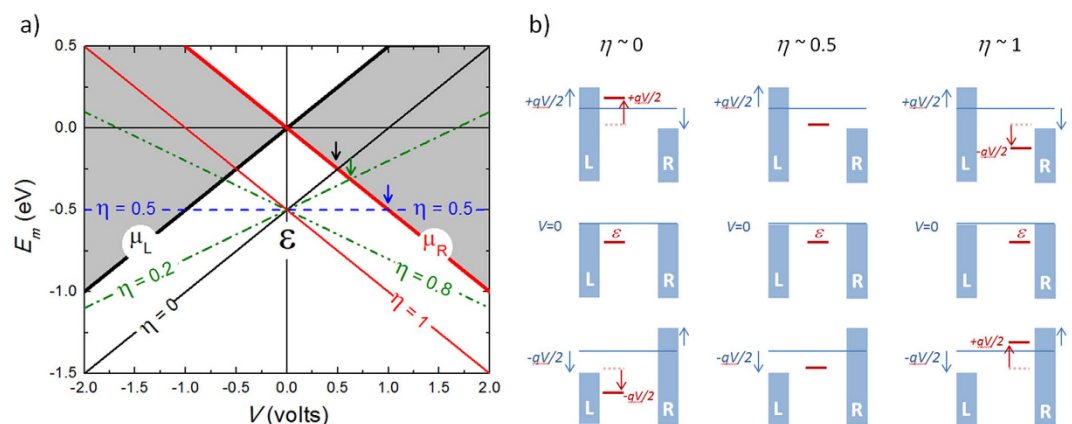 a)
0.5
0.0
-0.5
-1.0
-1.5
E_m (eV)
η = 0.5
η = 0.5
μ_L
ε
μ_R
η = 0.2
η = 0
η = 1
η = 0.8
-2.0 -1.5 -1.0 -0.5 0.0 0.5 1.0 1.5 2.0
V (volts)
b)
η ~ 0
η ~ 0.5
η ~ 1
+qV/2
+qV/2
L
R
+qV/2
L
R
+qV/2
-qV/2
L
R
V=0
ε
L
R
V=0
ε
L
R
V=0
ε
L
R
-qV/2
-qV/2
L
R
-qV/2
L
R
-qV/2
+qV/2
L
R